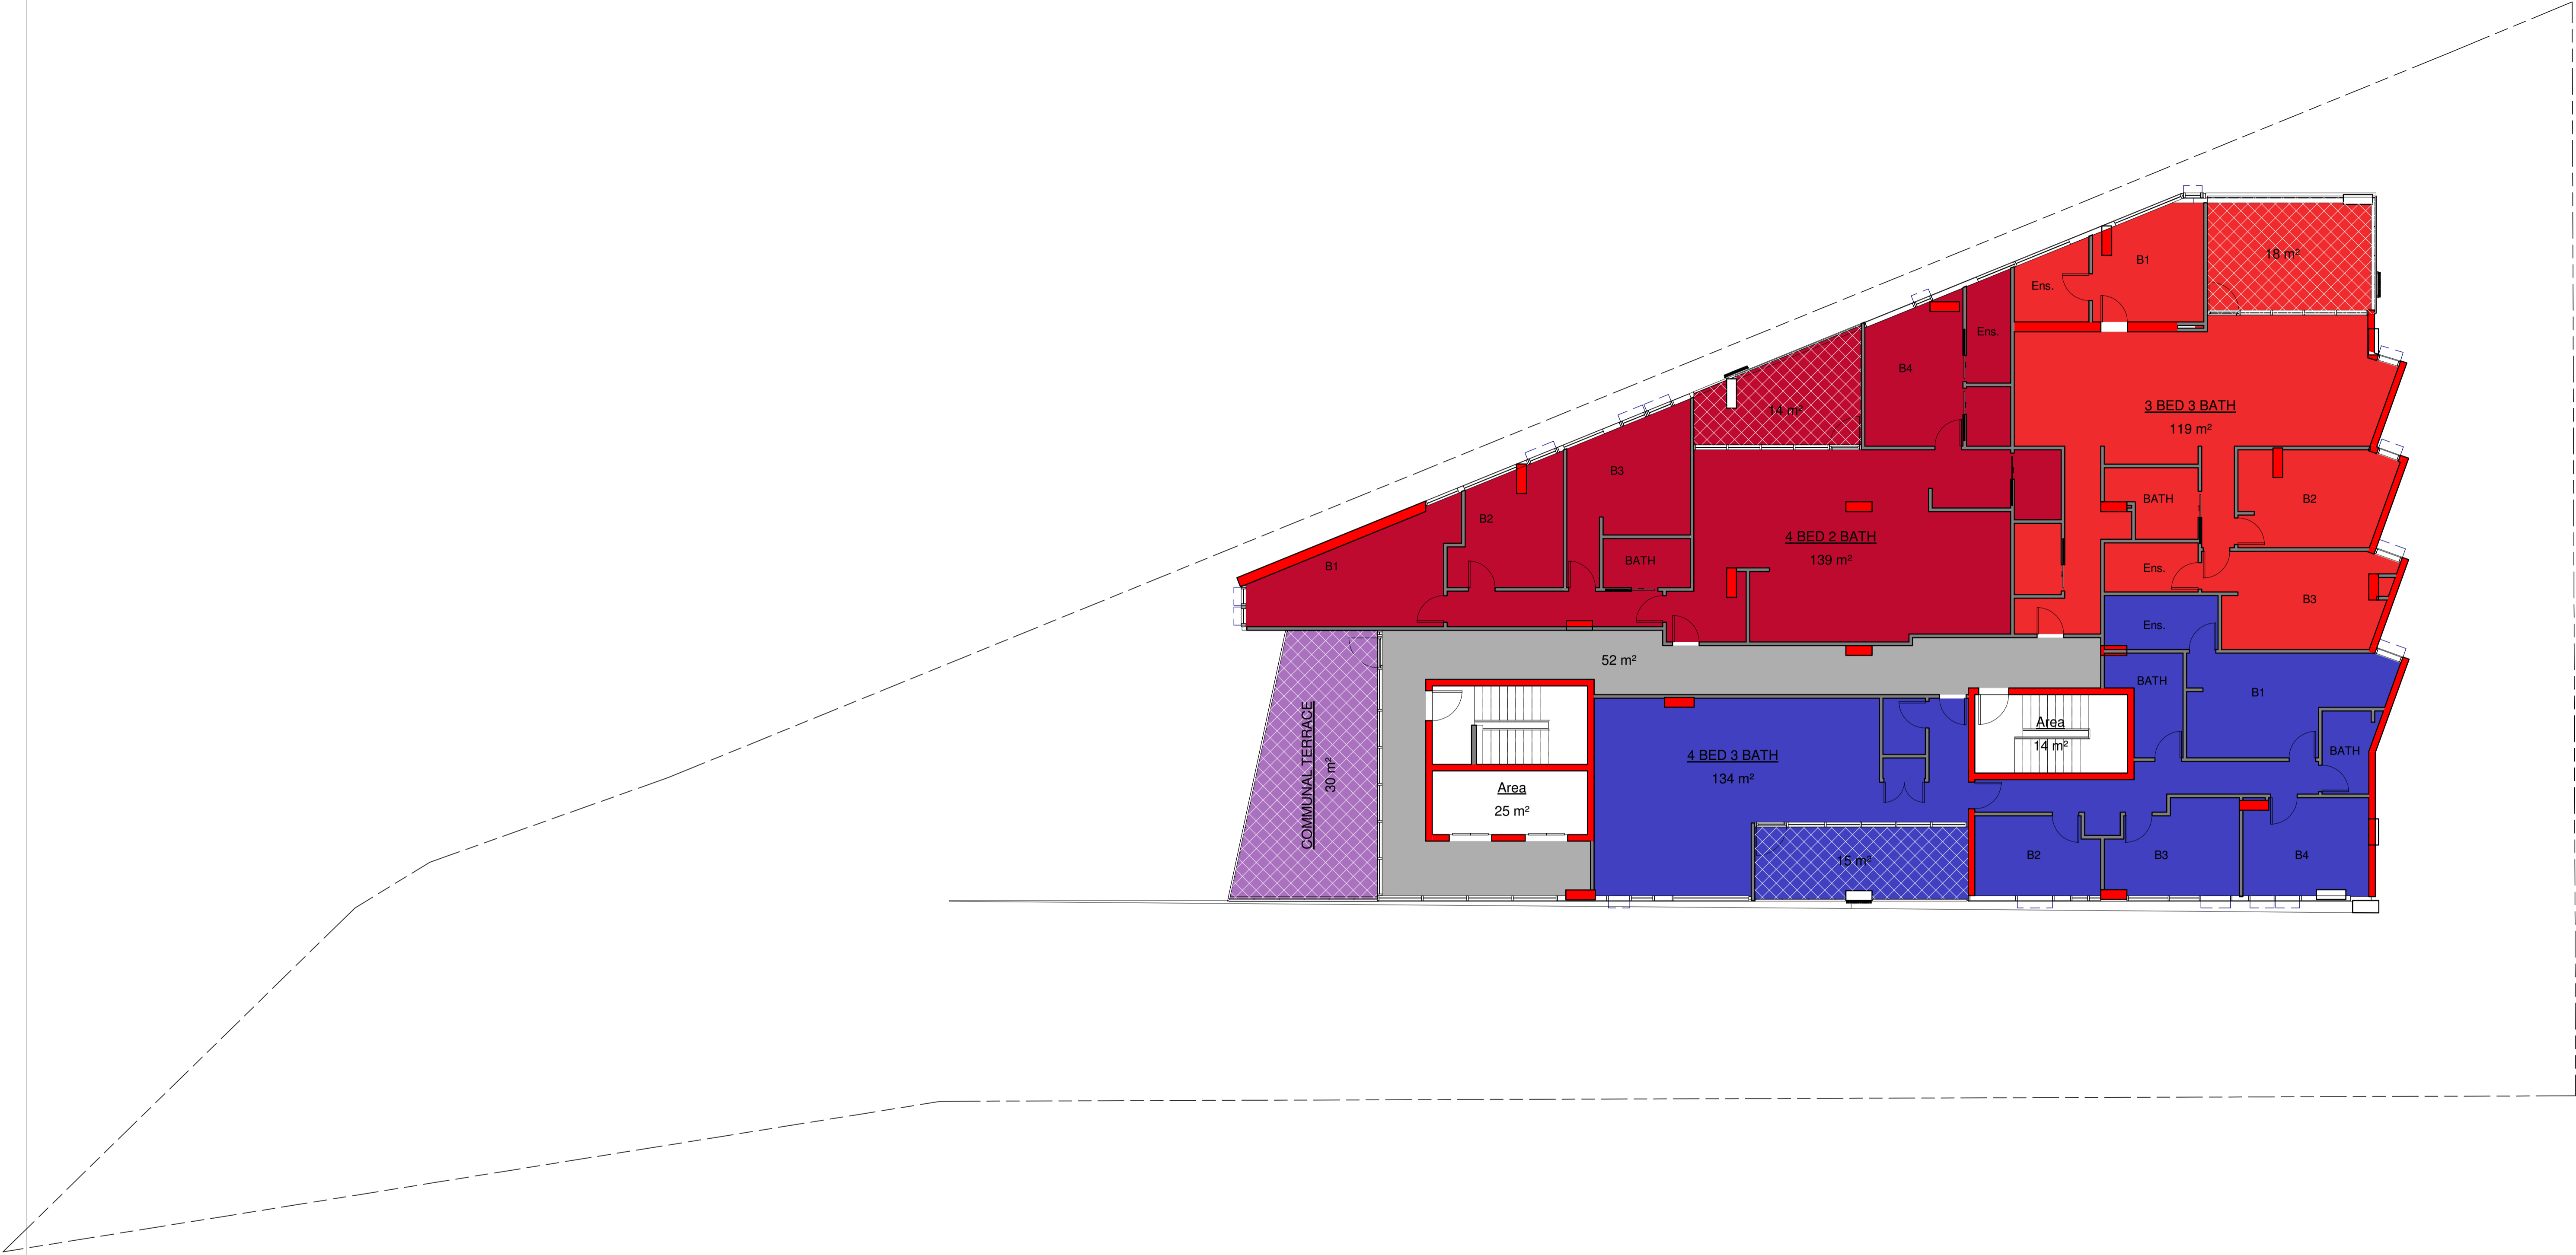 18 m²
B1
Ens.
Ens.
B4
14 m²
3 BED 3 BATH
119 m²
B3
B2
BATH
B2
4 BED 2 BATH
139 m²
BATH
B1
Ens.
B3
Ens.
52 m²
BATH
B1
Area
14 m²
BATH
4 BED 3 BATH
134 m²
COMMUNAL TERRACE
30 m²
Area
25 m²
15 m²
B2
B3
B4